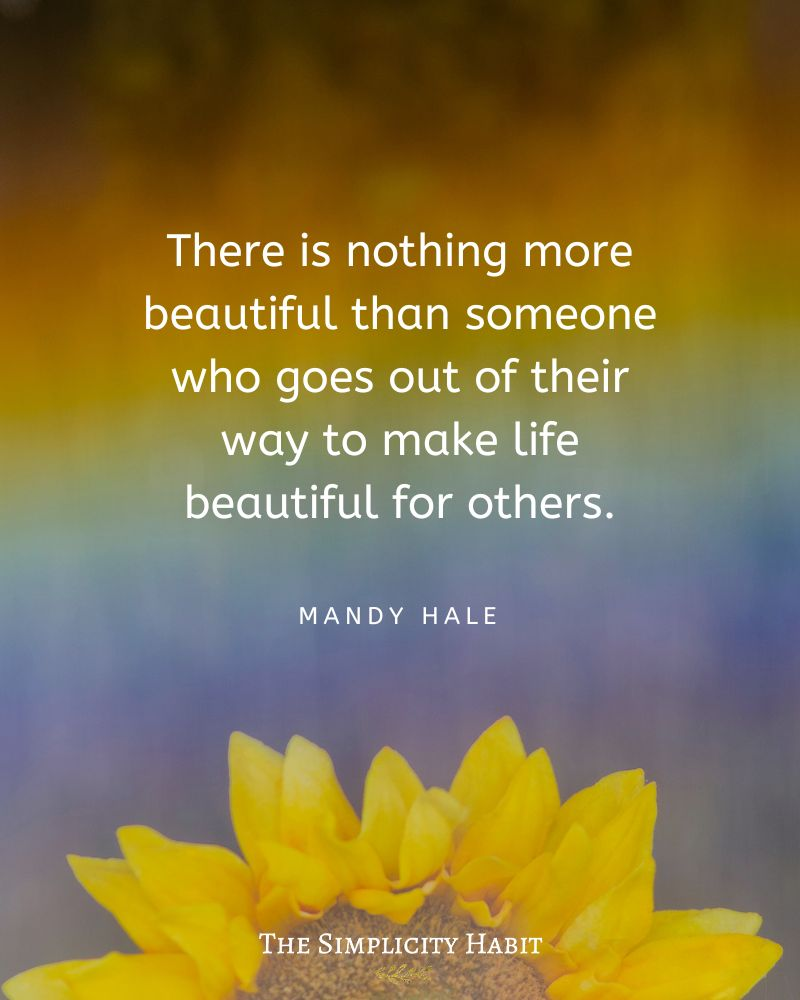 There is nothing more
beautiful than someone
who goes out of their
way to make life
beautiful for others.
MANDY HALE
The Simplicity Habit